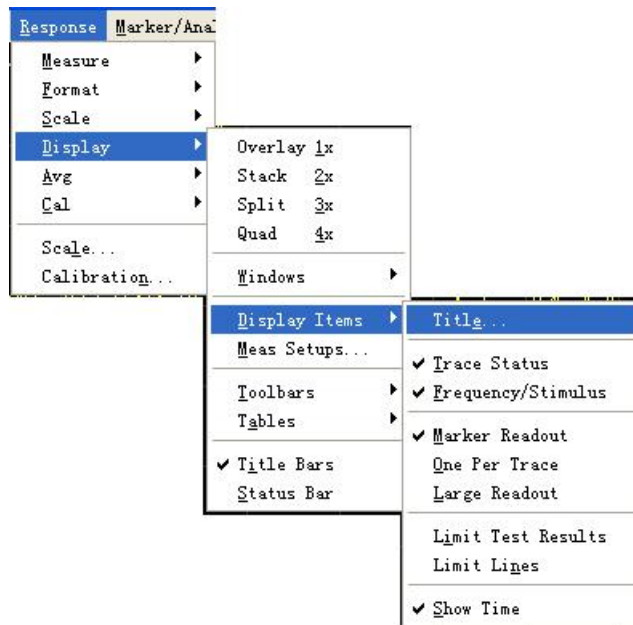 Response Marker/Anal
Measure
Format
Scale
Display
Avg
Cal
Scale...
Calibration...
Overlay 1x
Stack 2x
Split 3x
Quad 4x
Windows
Display Items
Meas Setups...
Toolbars
Tables
Title Bars
Status Bar
Title...
Trace Status
Frequency/Stimulus
Marker Readout
One Per Trace
Large Readout
Limit Test Results
Limit Lines
Show Time